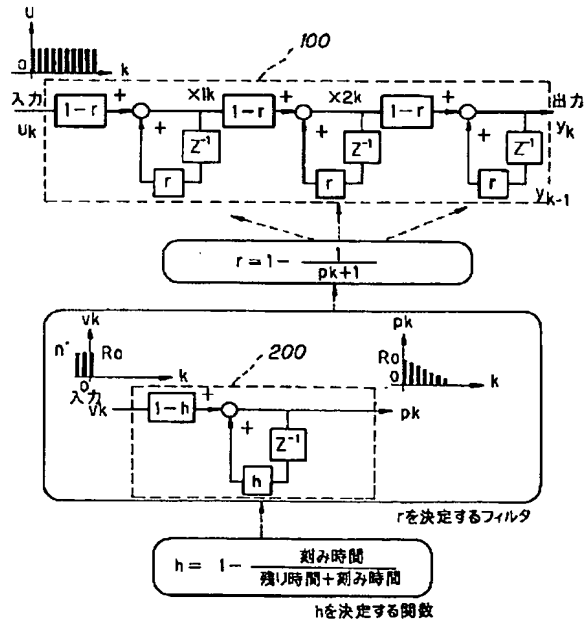 U
100
0
k
入力
uk
1-r
+
+
x1k
Z⁻¹
r
1-r
+
+
x2k
Z⁻¹
r
1-r
+
+
出力
yk
Z⁻¹
r
yk-1
r = 1 - 1/(pk+1)
vk
n*
R0
0
k
入力
vk
200
pk
R0
0
k
1-h
+
+
Z⁻¹
h
pk
rを決定するフィルタ
h = 1 - 刻み時間/(残り時間+刻み時間)
hを決定する関数